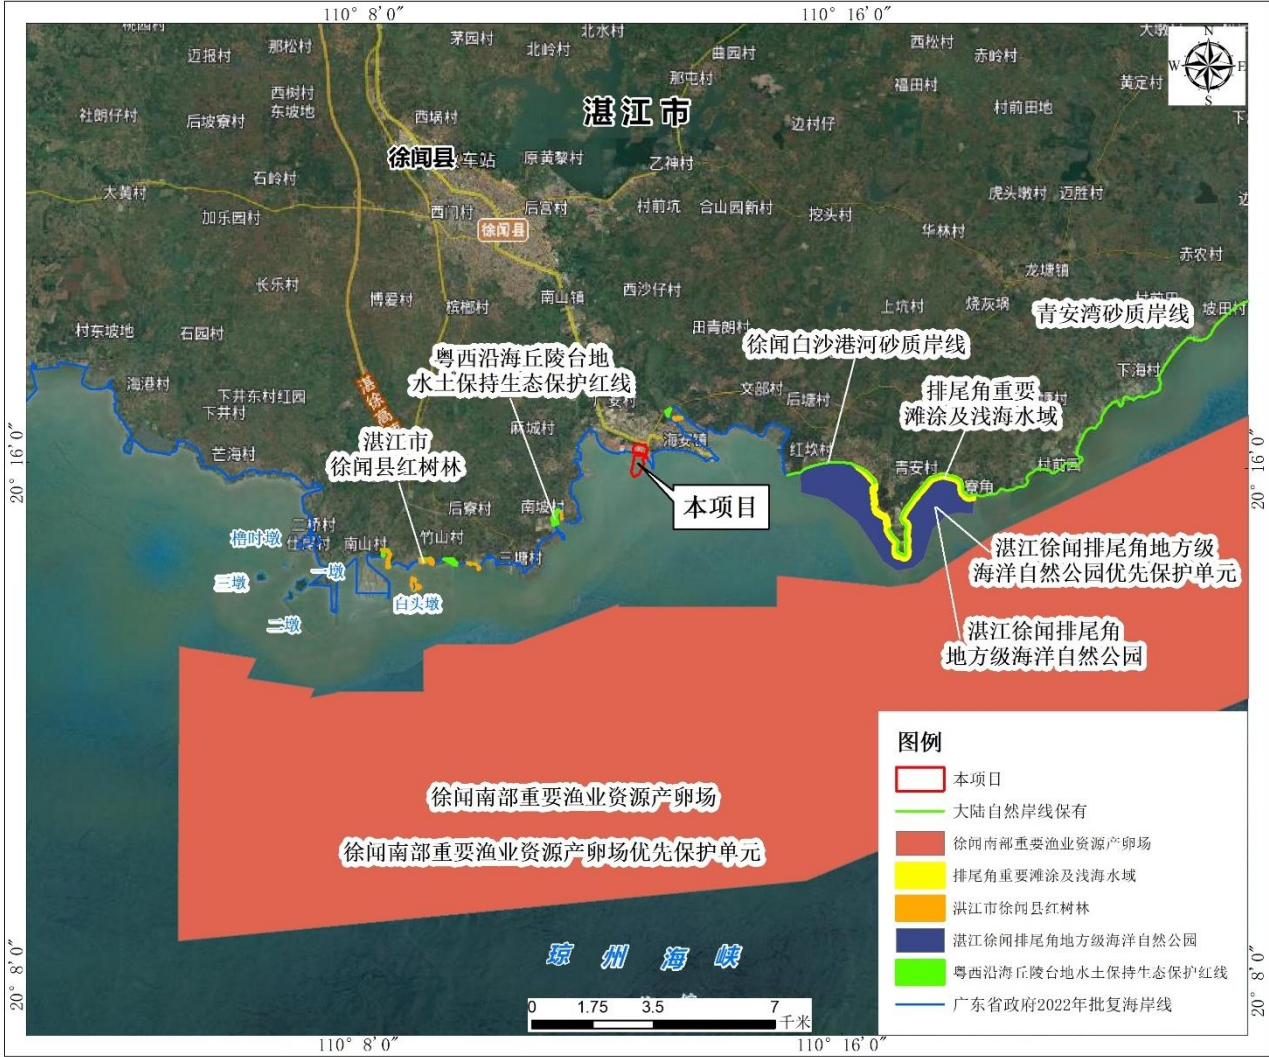 110° 8′0″
110° 16′0″
那松村
茅园村
北水村
北岭村
曲园村
西松村
迈报村
赤岭村
N
W
E
S
那屯村
福田村
黄定村
西树村
东坡地
湛江市
村前田地
社朗仔村
后坡寮村
西埚村
边村仔
徐闻县
车站
原黄黎村
乙神村
石岭村
大黄村
虎头墩村
迈胜村
加乐园村
西门村
后宫村
村前坑
合山园新村
挖头村
徐闻县
华林村
赤农村
龙塘镇
长乐村
博爱村
槟榔村
南山镇
西沙仔村
上坑村
烧灰埚
青安湾砂质岸线
坡田村
村东坡地
石园村
田青朗村
徐闻白沙港河砂质岸线
粤西沿海丘陵台地
水土保持生态保护红线
下海村
海港村
下井东村红园
下井村
文部村
后塘村
排尾角重要
滩涂及浅海水域
麻城村
湛江市
徐闻县红树林
海安镇
芒海村
红坎村
青安村
村前园
寮角
20° 16′0″
20° 16′0″
本项目
后寮村
南坡村
二桥村
仕尾村
南山村
竹山村
三塘村
橹时墩
一墩
三墩
二墩
白头墩
湛江徐闻排尾角地方级
海洋自然公园优先保护单元
湛江徐闻排尾角
地方级海洋自然公园
徐闻南部重要渔业资源产卵场
徐闻南部重要渔业资源产卵场优先保护单元
图例
本项目
大陆自然岸线保有
徐闻南部重要渔业资源产卵场
排尾角重要滩涂及浅海水域
湛江市徐闻县红树林
湛江徐闻排尾角地方级海洋自然公园
粤西沿海丘陵台地水土保持生态保护红线
广东省政府2022年批复海岸线
琼州海峡
20° 8′0″
20° 8′0″
0 1.75 3.5 7
千米
110° 8′0″
110° 16′0″